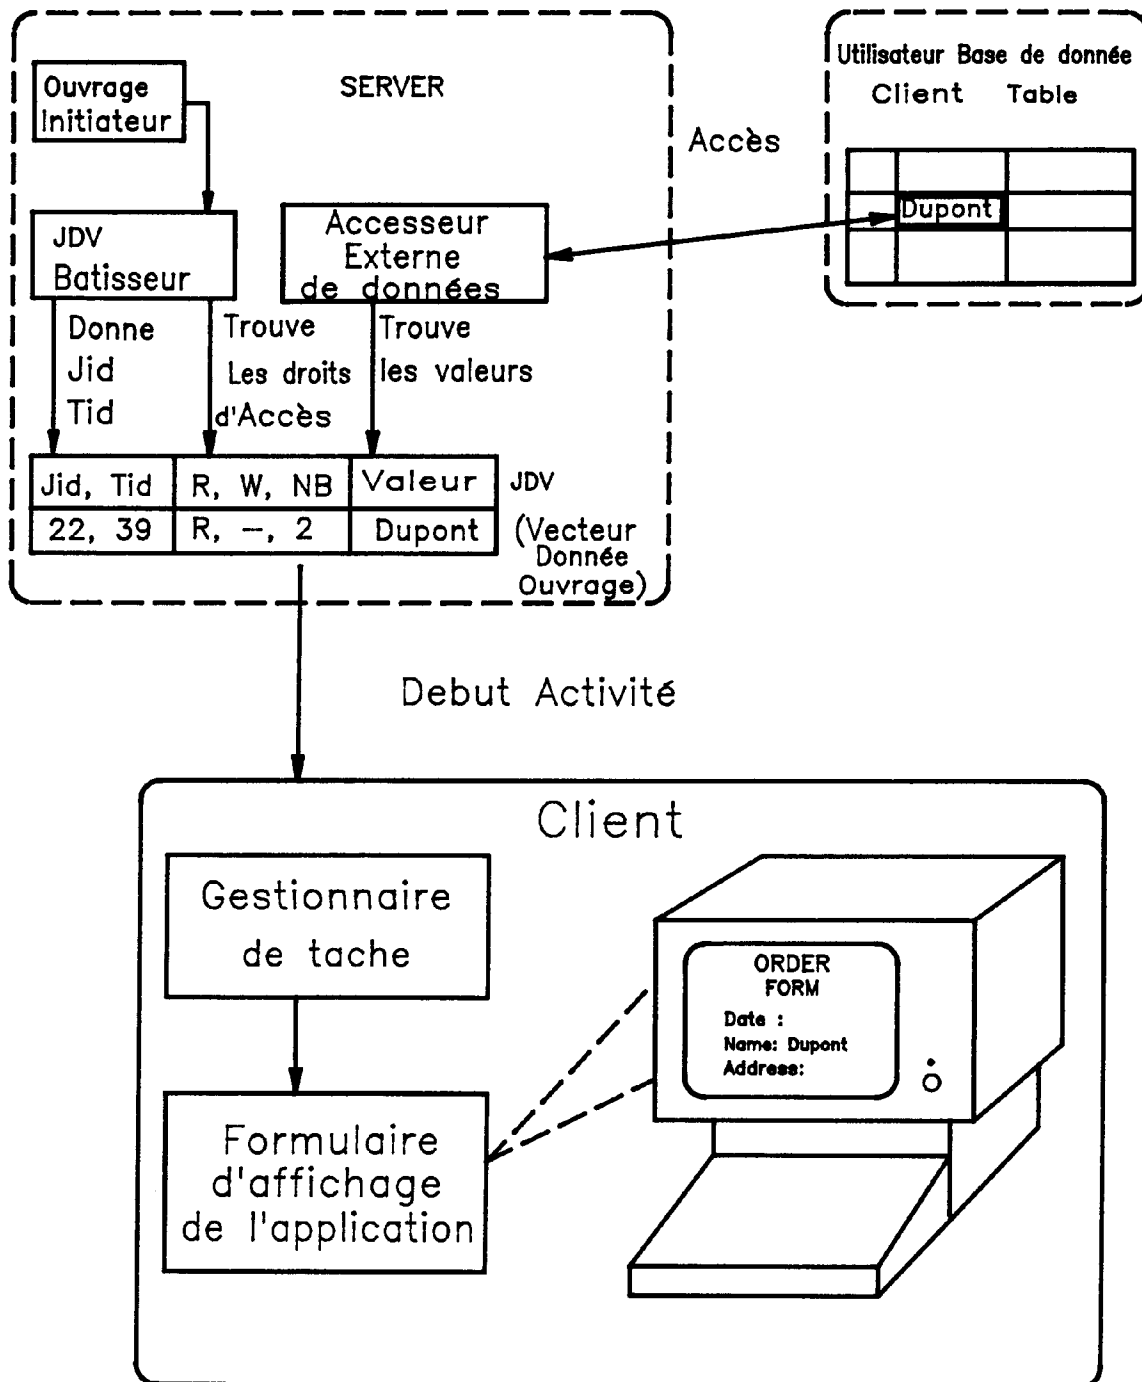 Ouvrage
Initiateur
SERVER
Utilisateur Base de donnée
Client Table
Accès
Dupont
JDV
Batisseur
Accesseur
Externe
de données
Donne
Jid
Tid
Trouve
Les droits
d'Accès
Trouve
les valeurs
Jid, Tid R, W, NB Valeur
22, 39 R, –, 2 Dupont
JDV
(Vecteur
Donnée
Ouvrage)
Debut Activité
Client
Gestionnaire
de tache
Formulaire
d'affichage
de l'application
ORDER
FORM
Date :
Name: Dupont
Address: